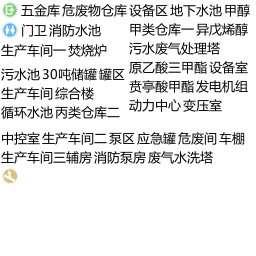 五金库 危废物仓库 设备区 地下水池 甲醇
门卫 消防水池 甲类仓库一 异戊烯醇
生产车间一 焚烧炉 污水废气处理塔
污水池 30吨储罐 罐区 原乙酸三甲酯 设备室
生产车间 综合楼 贲亭酸甲酯 发电机组
循环水池 丙类仓库二 动力中心 变压室
中控室 生产车间二 泵区 应急罐 危废间 车棚
生产车间三辅房 消防泵房 废气水洗塔